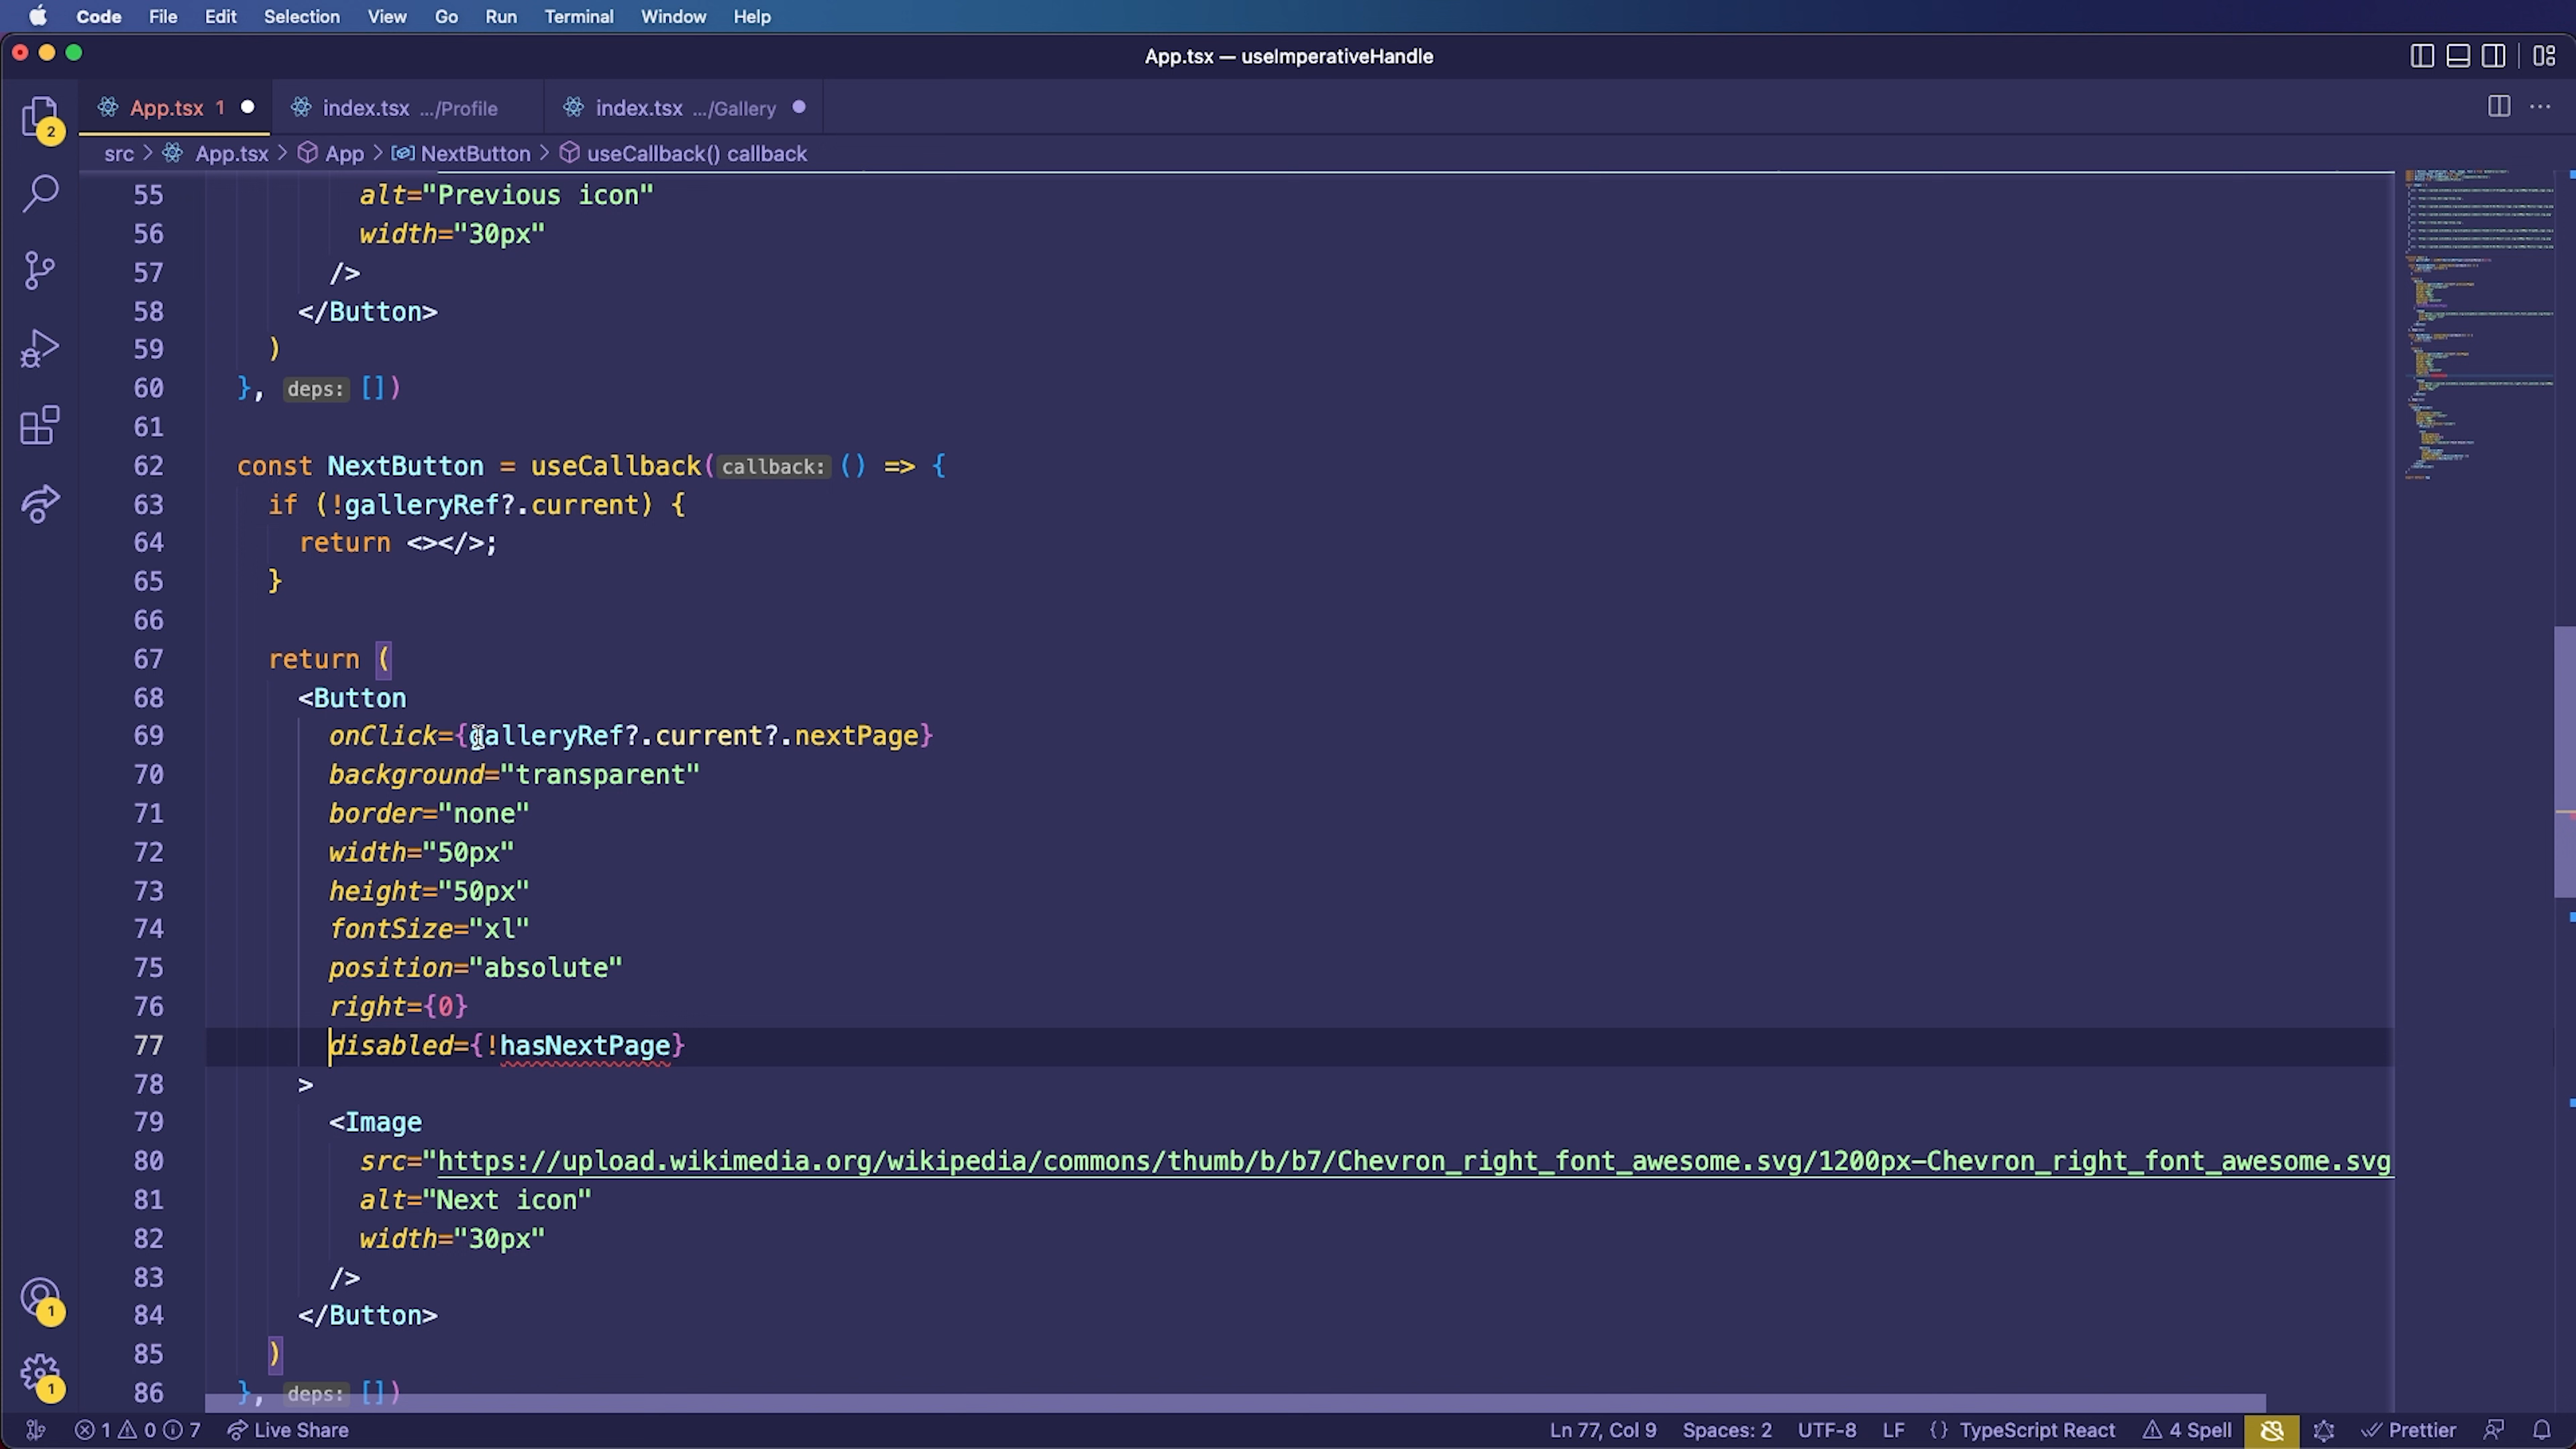 Code File Edit Selection View Go Run Terminal Window Help
App.tsx — useImperativeHandle
App.tsx 1 index.tsx .../Profile index.tsx .../Gallery
src > App.tsx > App > NextButton > useCallback() callback
2
55 alt="Previous icon"
56 width="30px"
57 />
58 </Button>
59 )
60 }, deps: [])
61
62 const NextButton = useCallback(callback: () => {
63 if (!galleryRef?.current) {
64 return <></>;
65 }
66
67 return (
68 <Button
69 onClick={galleryRef?.current?.nextPage}
70 background="transparent"
71 border="none"
72 width="50px"
73 height="50px"
74 fontSize="xl"
75 position="absolute"
76 right={0}
77 disabled={!hasNextPage}
78 >
79 <Image
80 src="https://upload.wikimedia.org/wikipedia/commons/thumb/b/b7/Chevron_right_font_awesome.svg/1200px-Chevron_right_font_awesome.svg
81 alt="Next icon"
82 width="30px"
83 />
84 </Button>
85 )
86 }, deps: [])
1
1
1 0 7 Live Share Ln 77, Col 9 Spaces: 2 UTF-8 LF {} TypeScript React 4 Spell Prettier